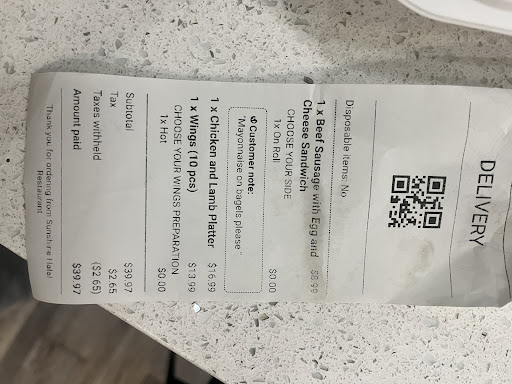 DELIVERY
Disposable items: No
1 x Beef Sausage with Egg and $8.99
Cheese Sandwich
CHOOSE YOUR SIDE
1x On Roll $0.00
Customer note:
"Mayonnaise on bagels please"
1 x Chicken and Lamb Platter $16.99
1 x Wings (10 pcs) $13.99
CHOOSE YOUR WINGS PREPARATION
1x Hot $0.00
Subtotal $39.97
Tax $2.65
Taxes withheld ($2.65)
Amount paid $39.97
Thank you for ordering from Sunshine Halal
Restaurant